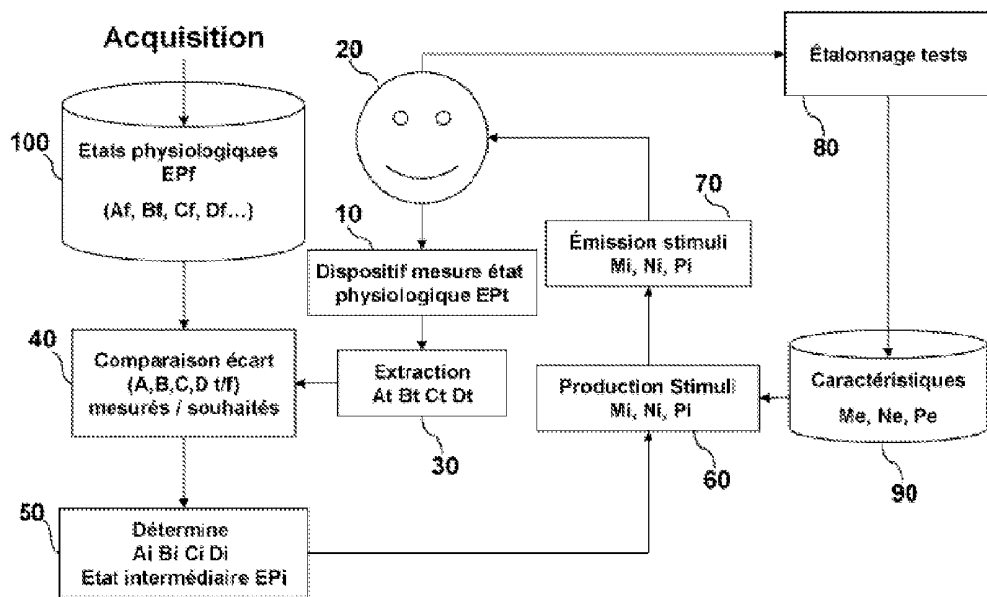 Acquisition
100
Etats physiologiques
EPf
(Af, Bf, Cf, Df...)
20
Étalonnage tests
80
10
Dispositif mesure état
physiologique EPt
70
Émission stimuli
Mi, Ni, Pi
40
Comparaison écart
(A,B,C,D t/f)
mesurés / souhaités
Extraction
At Bt Ct Dt
30
Production Stimuli
Mi, Ni, Pi
60
Caractéristiques
Me, Ne, Pe
90
50
Détermine
Ai Bi Ci Di
Etat intermédiaire EPi